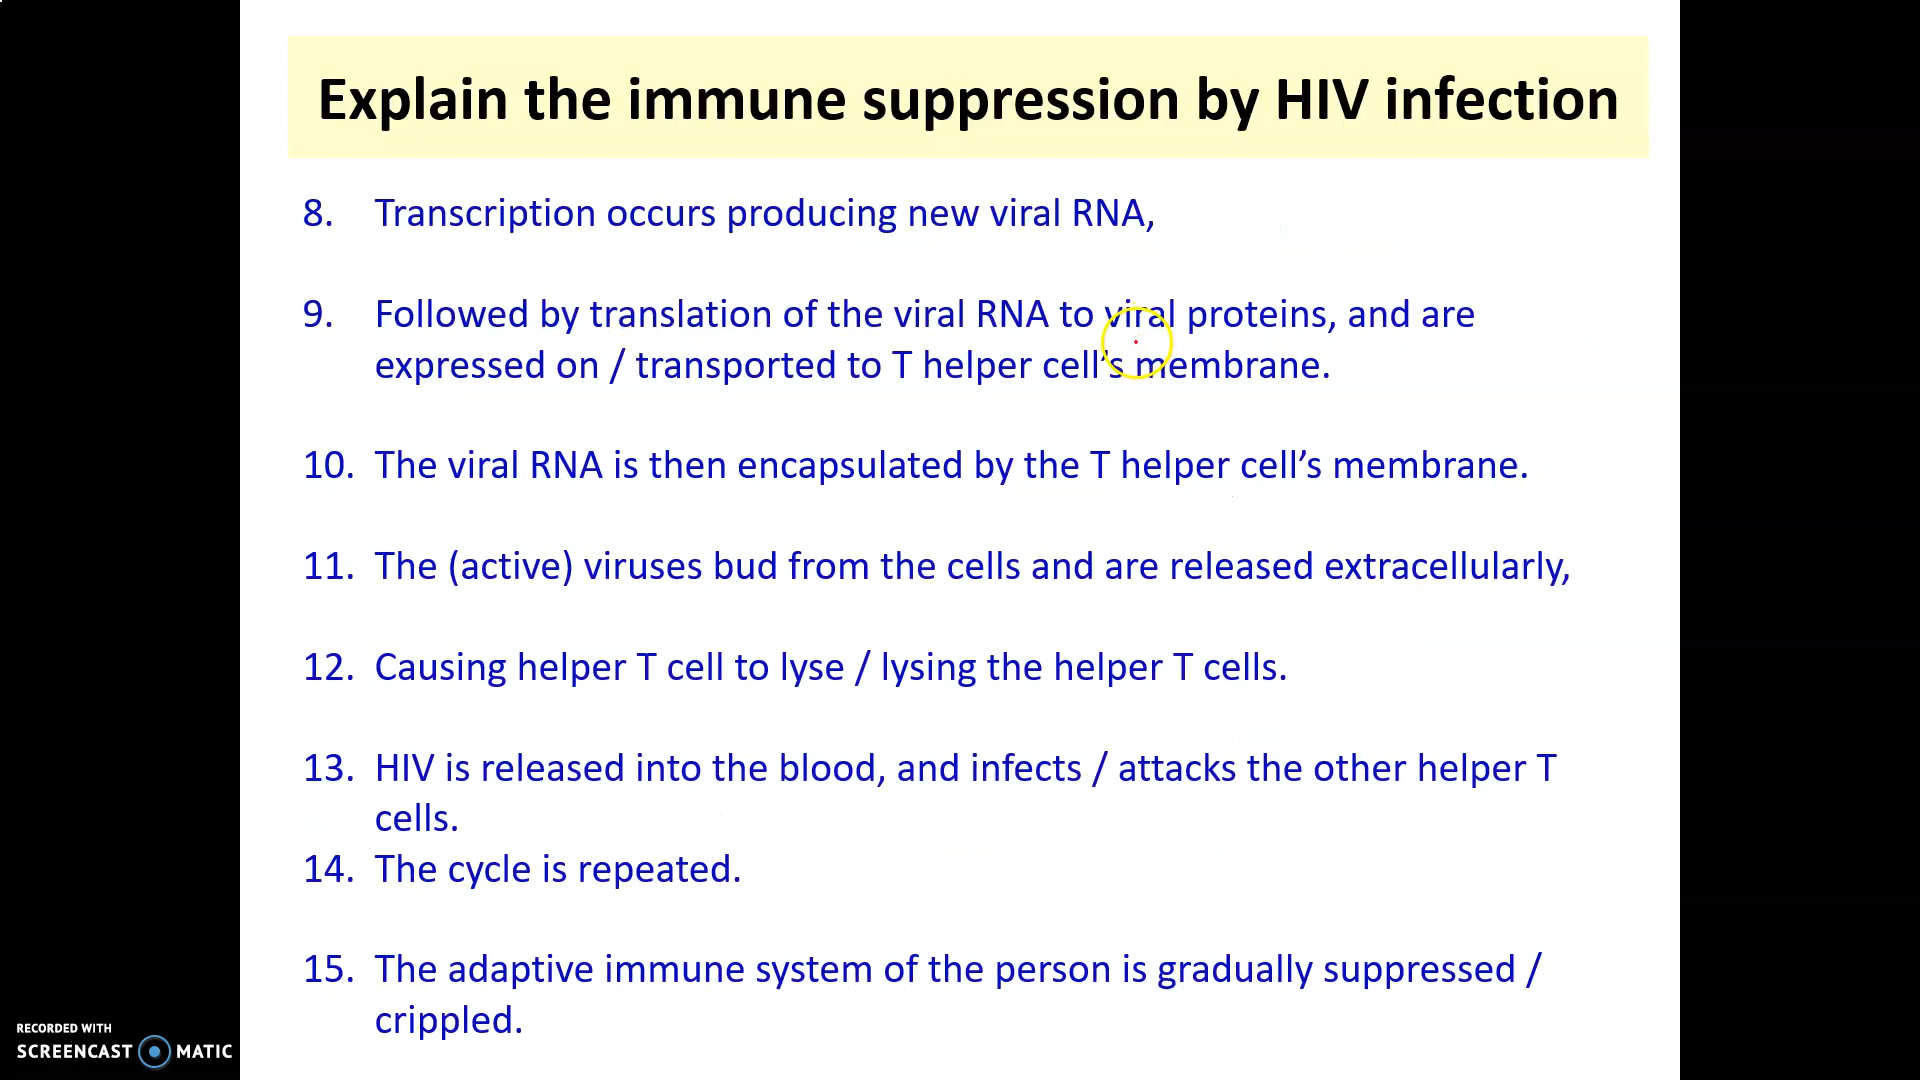 Explain the immune suppression by HIV infection
8. Transcription occurs producing new viral RNA,
9. Followed by translation of the viral RNA to viral proteins, and are
expressed on / transported to T helper cell’s membrane.
10. The viral RNA is then encapsulated by the T helper cell’s membrane.
11. The (active) viruses bud from the cells and are released extracellularly,
12. Causing helper T cell to lyse / lysing the helper T cells.
13. HIV is released into the blood, and infects / attacks the other helper T
cells.
14. The cycle is repeated.
15. The adaptive immune system of the person is gradually suppressed /
crippled.
RECORDED WITH
SCREENCAST MATIC